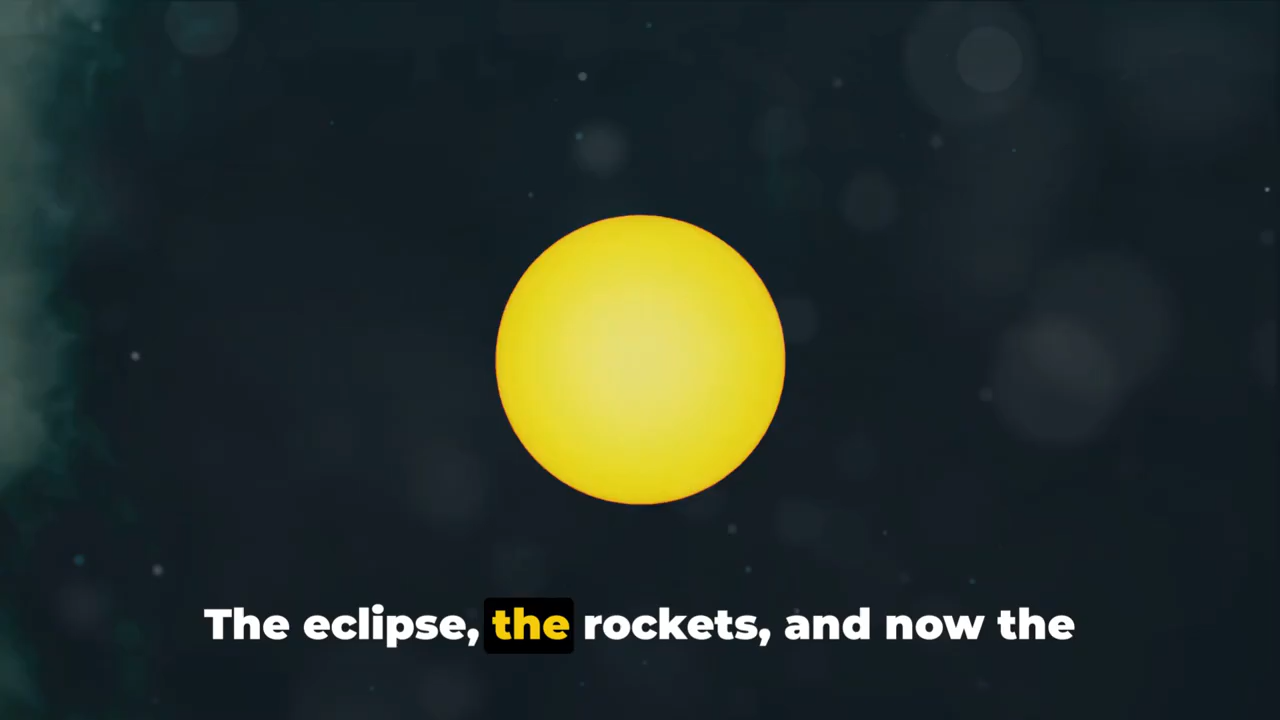 The eclipse, the rockets, and now the